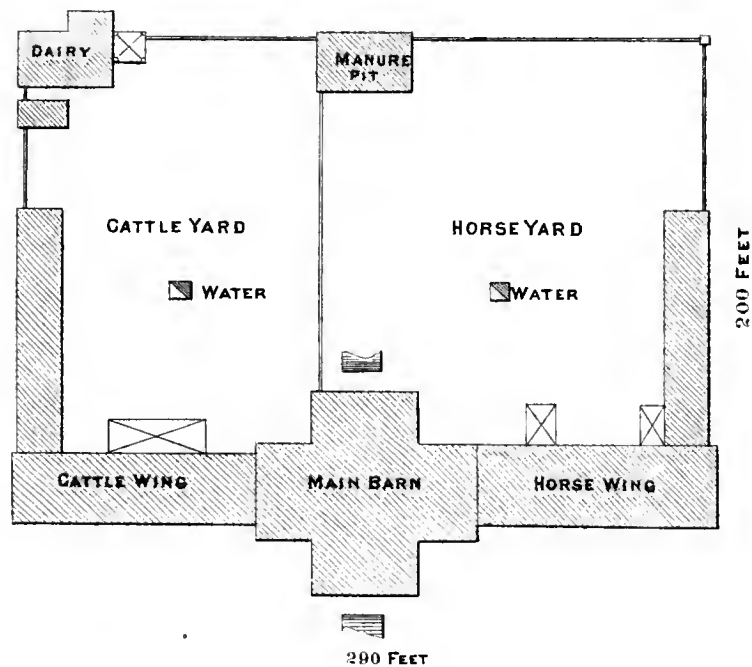 DAIRY
MANURE
PIT
CATTLE YARD
HORSE YARD
WATER
WATER
200 FEET
CATTLE WING
MAIN BARN
HORSE WING
290 FEET